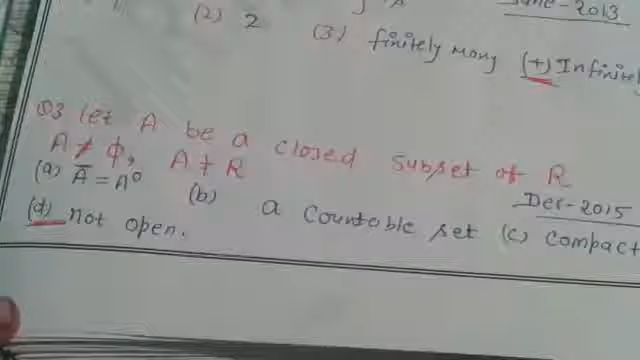 June-2013
(2) 2 (3) finitely many (4) Infinitely
Q3 let A be a closed subset of R
A ≠ ϕ, A ≠ R
Dec-2015
(a) Ā = A° (b) a countable set (c) compact
(d) not open.